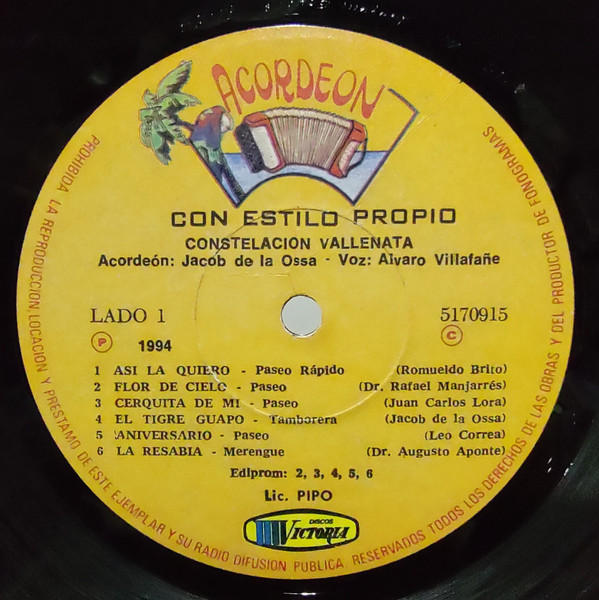 ACORDEON
CON ESTILO PROPIO
CONSTELACION VALLENATA
Acordeón: Jacob de la Ossa - Voz: Alvaro Villafañe
LADO 1 5170915
P 1994 C
1 ASI LA QUIERO - Paseo Rápido (Romueldo Brito)
2 FLOR DE CIELO - Paseo (Dr. Rafael Manjarrés)
3 CERQUITA DE MI - Paseo (Juan Carlos Lora)
4 EL TIGRE GUAPO - Tamborera (Jacob de la Ossa)
5 ANIVERSARIO - Paseo (Leo Correa)
6 LA RESABIA - Merengue (Dr. Augusto Aponte)
Ediprom: 2, 3, 4, 5, 6
Lic. PIPO
DISCOS
VICTORIA
PROHIBIDA LA REPRODUCCION, LOCACION Y PRESTAMO DE ESTE EJEMPLAR Y SU RADIO DIFUSION PUBLICA. RESERVADOS TODOS LOS DERECHOS DE LAS OBRAS Y DEL PRODUCTOR DE FONOGRAMAS